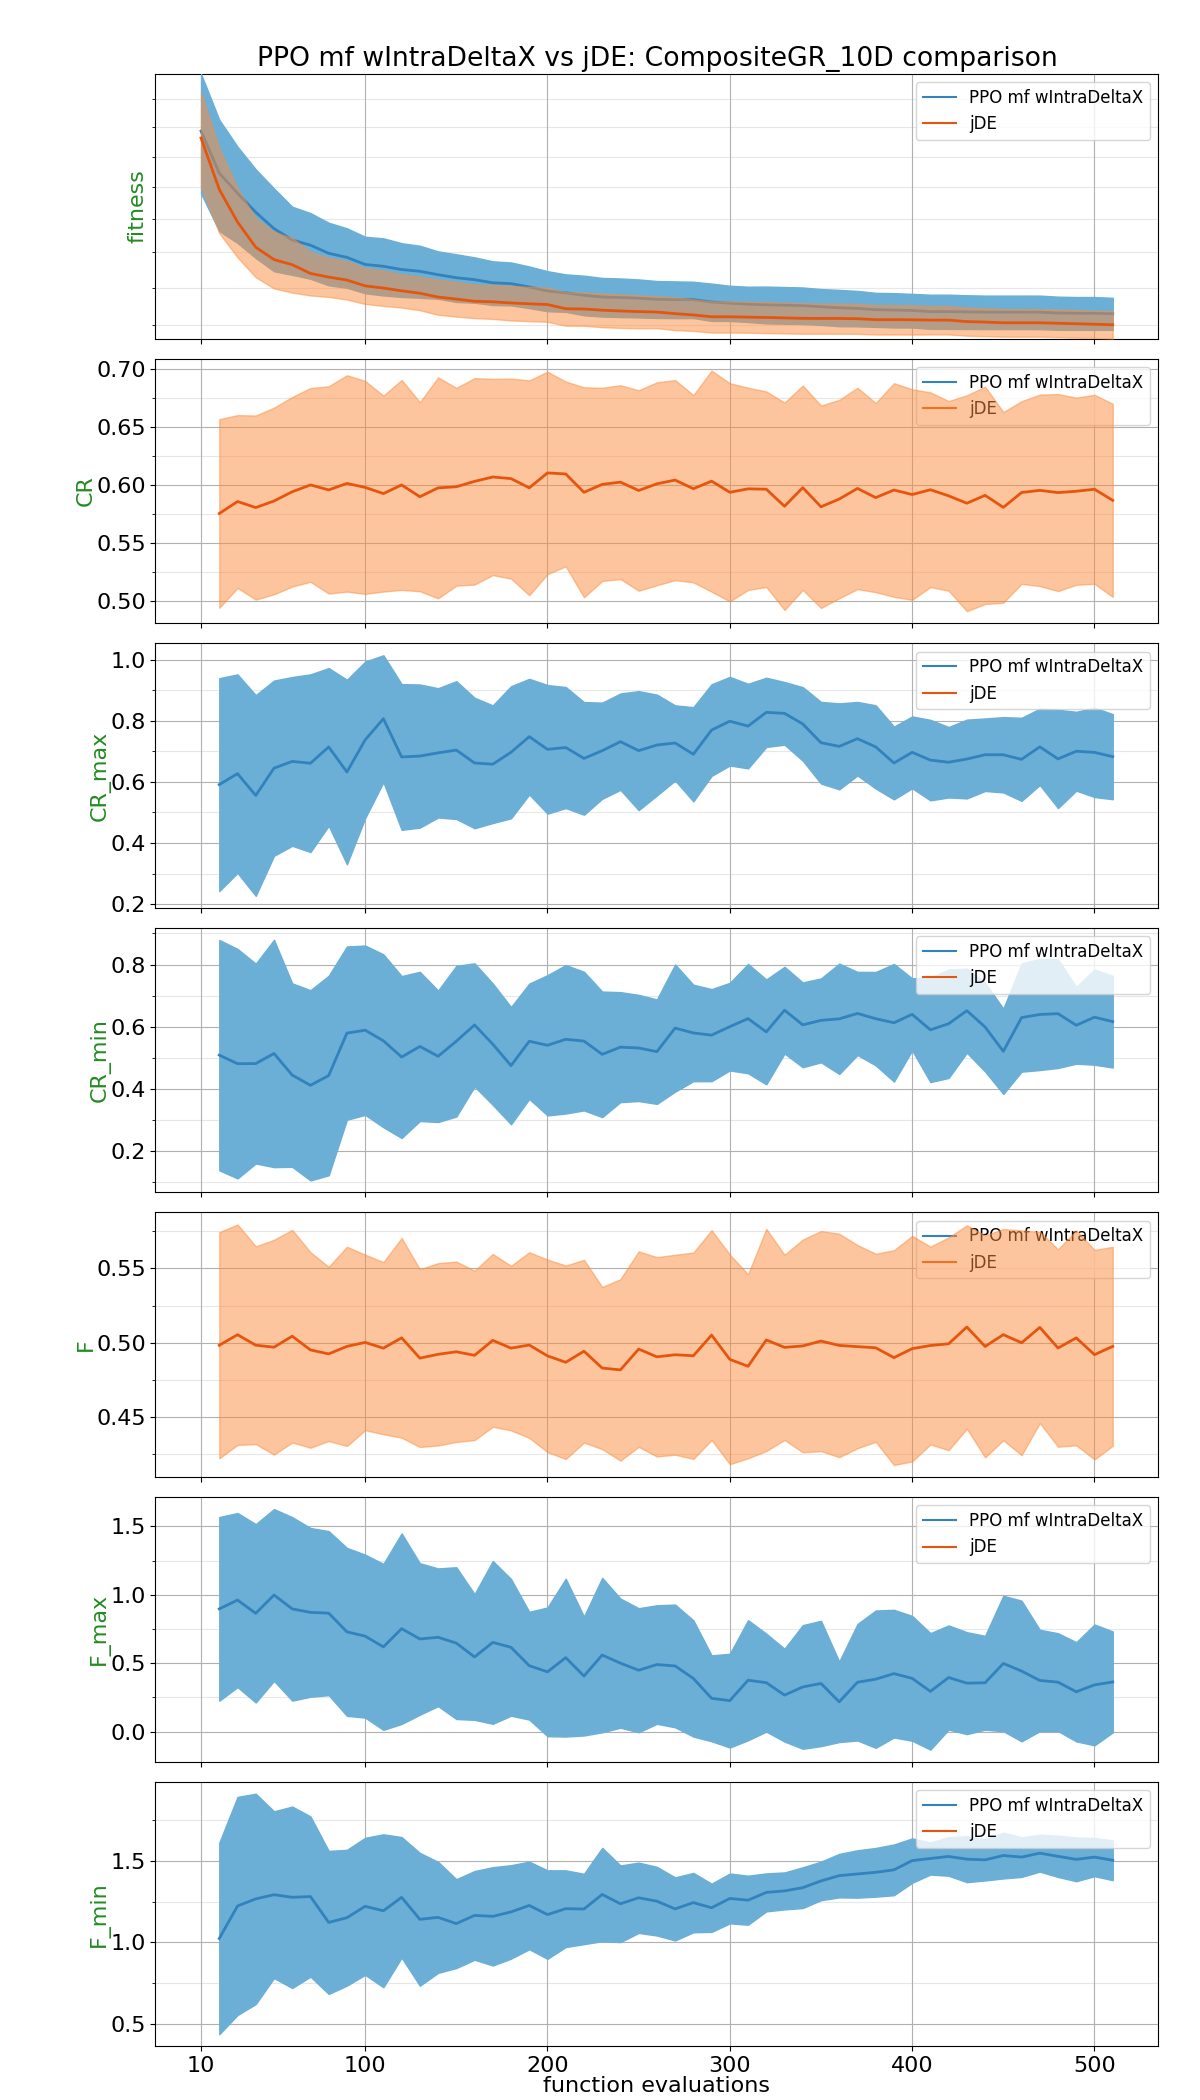 PPO mf wIntraDeltaX vs jDE: CompositeGR_10D comparison
fitness
PPO mf wIntraDeltaX
jDE
CR
0.70
0.65
0.60
0.55
0.50
PPO mf wIntraDeltaX
jDE
CR_max
1.0
0.8
0.6
0.4
0.2
PPO mf wIntraDeltaX
jDE
CR_min
0.8
0.6
0.4
0.2
PPO mf wIntraDeltaX
jDE
F
0.55
0.50
0.45
PPO mf wIntraDeltaX
jDE
F_max
1.5
1.0
0.5
0.0
PPO mf wIntraDeltaX
jDE
F_min
1.5
1.0
0.5
PPO mf wIntraDeltaX
jDE
10 100 200 300 400 500
function evaluations